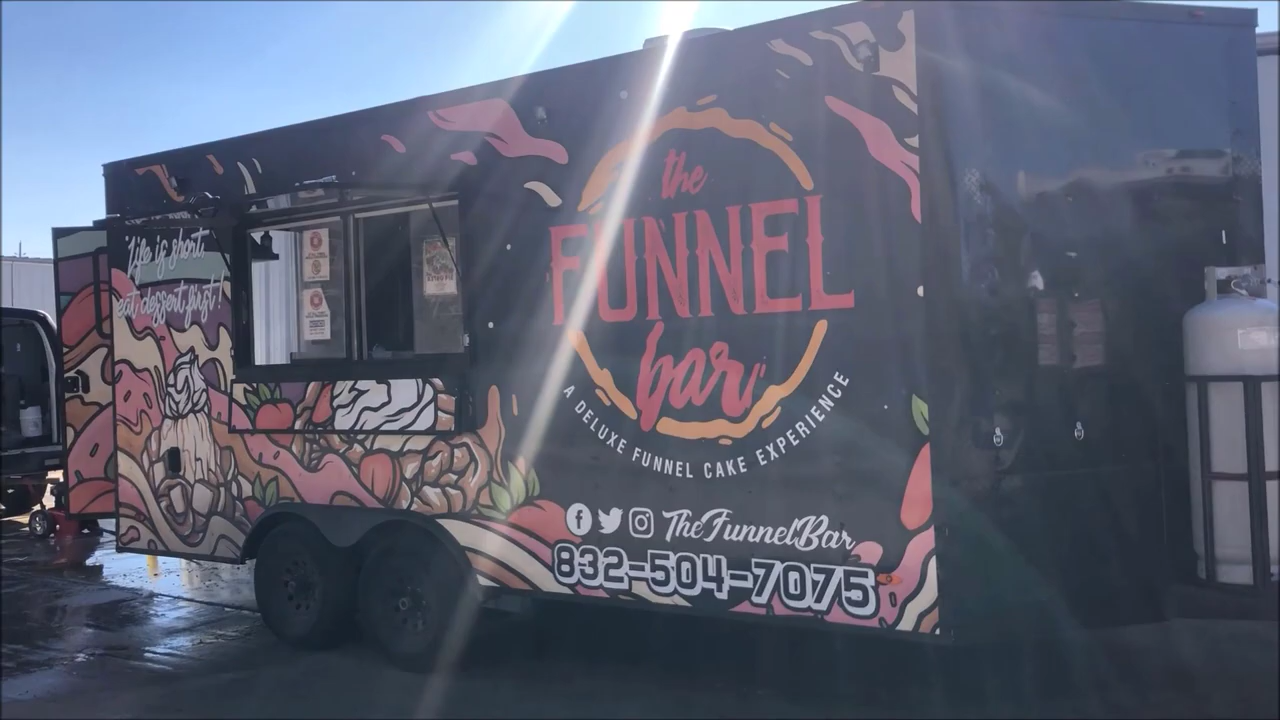 Life is short,
eat dessert first!
the
FUNNEL
bar
A DELUXE FUNNEL CAKE EXPERIENCE
TheFunnelBar
832-504-7075